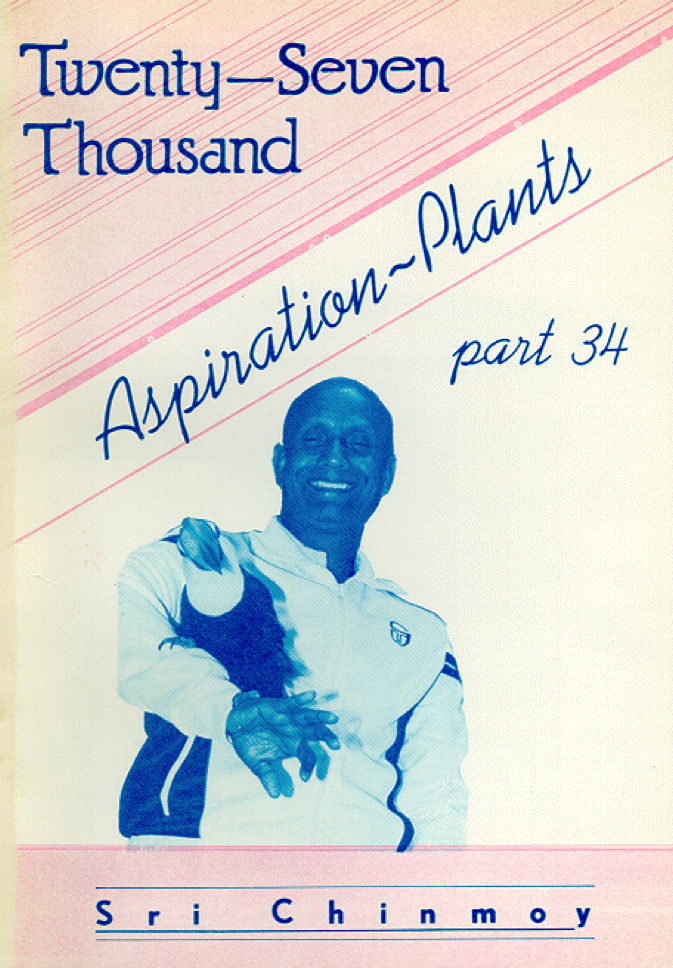 Twenty—Seven
Thousand
Aspiration~Plants
part 34
Sri Chinmoy